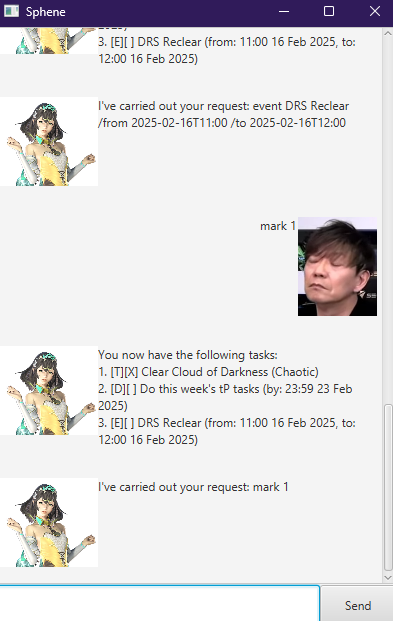 Sphene
2025)
3. [E][ ] DRS Reclear (from: 11:00 16 Feb 2025, to:
12:00 16 Feb 2025)
I've carried out your request: event DRS Reclear
/from 2025-02-16T11:00 /to 2025-02-16T12:00
mark 1
You now have the following tasks:
1. [T][X] Clear Cloud of Darkness (Chaotic)
2. [D][ ] Do this week's tP tasks (by: 23:59 23 Feb
2025)
3. [E][ ] DRS Reclear (from: 11:00 16 Feb 2025, to:
12:00 16 Feb 2025)
I've carried out your request: mark 1
Send